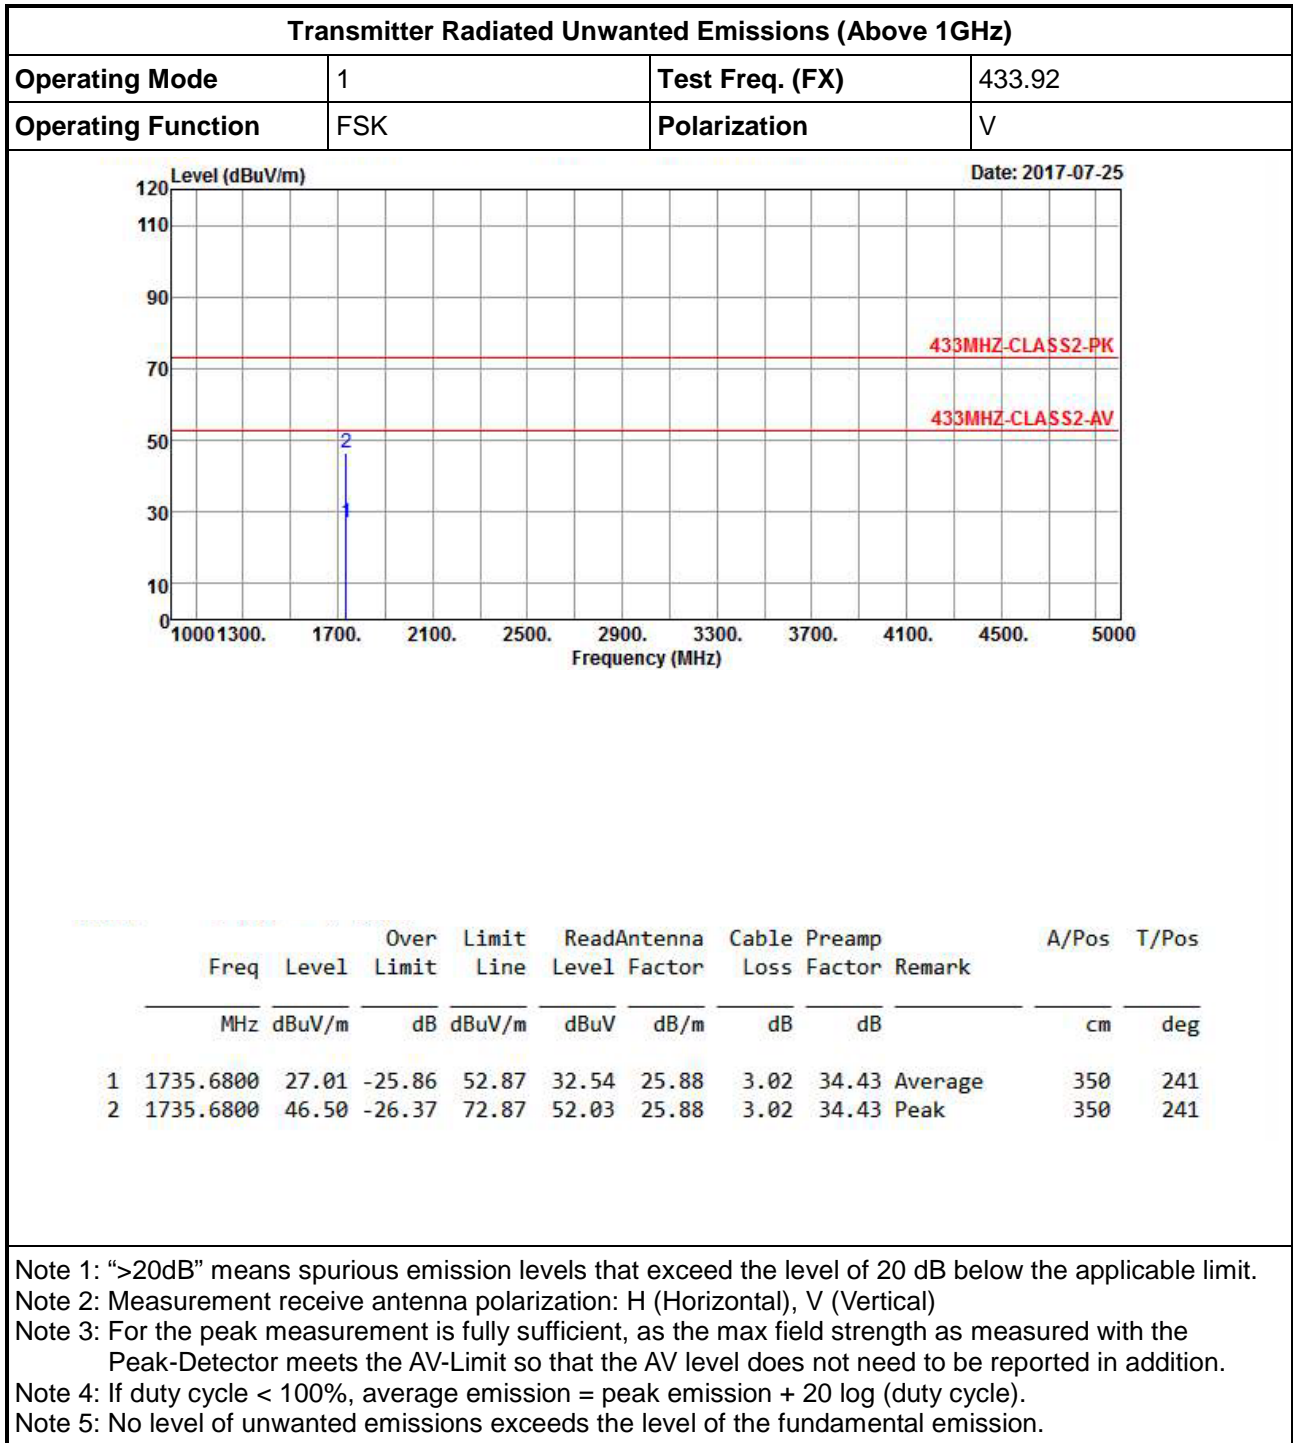 Transmitter Radiated Unwanted Emissions (Above 1GHz)
Operating Mode 1 Test Freq. (FX) 433.92
Operating Function FSK Polarization V
Level (dBuV/m) Date: 2017-07-25
120
110
90
433MHZ-CLASS2-PK
70
433MHZ-CLASS2-AV
50
2
30
1
10
0
1000 1300. 1700. 2100. 2500. 2900. 3300. 3700. 4100. 4500. 5000
Frequency (MHz)
Over Limit ReadAntenna Cable Preamp A/Pos T/Pos
Freq Level Limit Line Level Factor Loss Factor Remark
MHz dBuV/m dB dBuV/m dBuV dB/m dB dB cm deg
1 1735.6800 27.01 -25.86 52.87 32.54 25.88 3.02 34.43 Average 350 241
2 1735.6800 46.50 -26.37 72.87 52.03 25.88 3.02 34.43 Peak 350 241
Note 1: “>20dB” means spurious emission levels that exceed the level of 20 dB below the applicable limit.
Note 2: Measurement receive antenna polarization: H (Horizontal), V (Vertical)
Note 3: For the peak measurement is fully sufficient, as the max field strength as measured with the
Peak-Detector meets the AV-Limit so that the AV level does not need to be reported in addition.
Note 4: If duty cycle < 100%, average emission = peak emission + 20 log (duty cycle).
Note 5: No level of unwanted emissions exceeds the level of the fundamental emission.